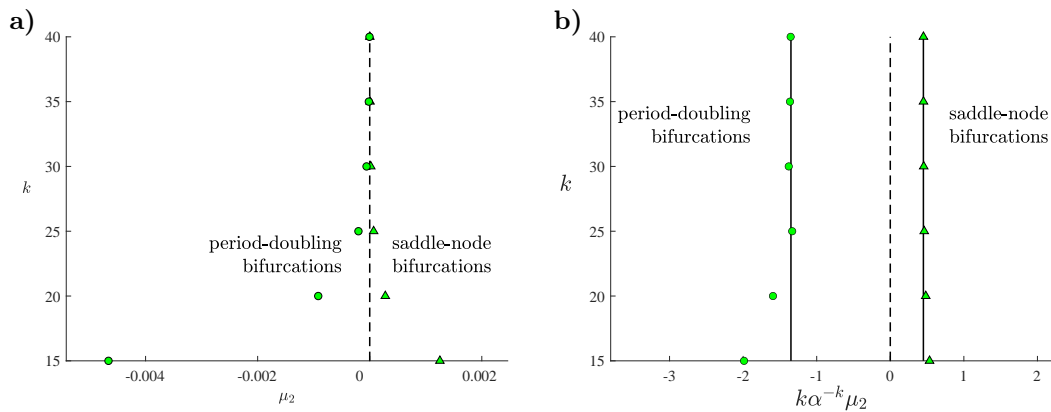 a)
40
35
30
k
25
period-doubling
bifurcations
saddle-node
bifurcations
20
15
-0.004
-0.002
0
0.002
μ₂
b)
40
35
period-doubling
bifurcations
saddle-node
bifurcations
30
k
25
20
15
-3
-2
-1
0
1
2
kα⁻ᵏμ₂